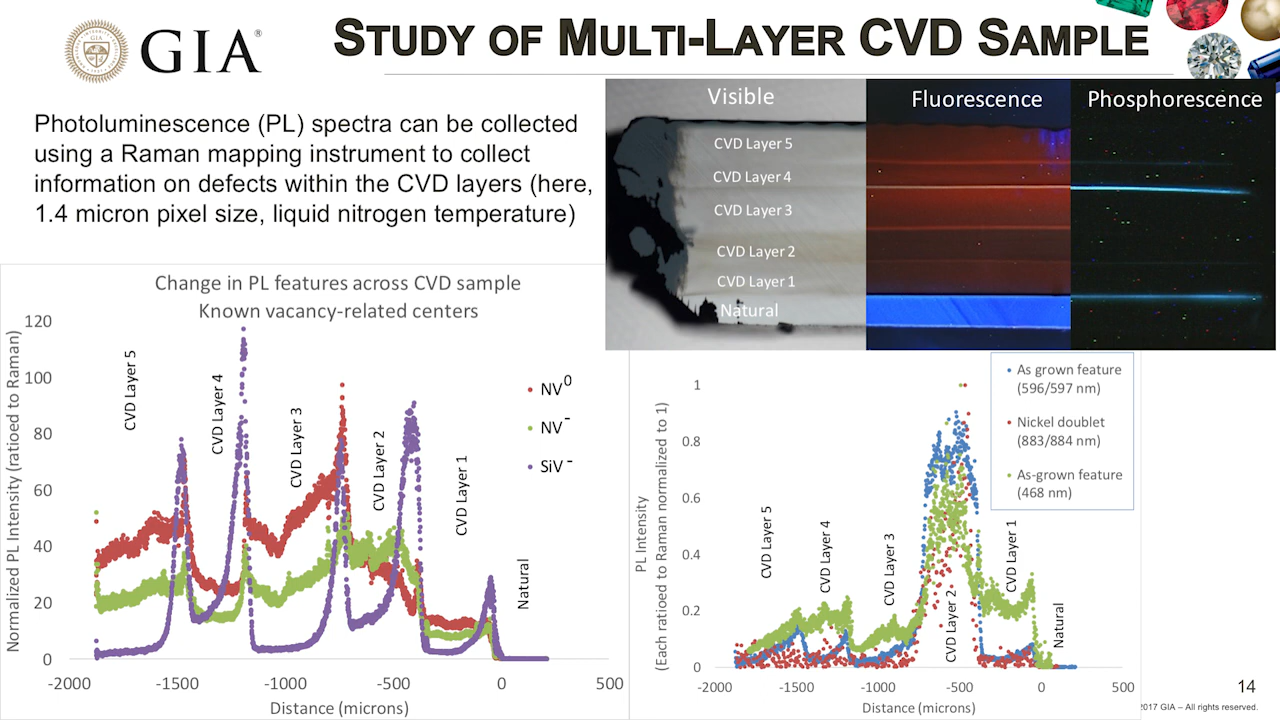 GIA®
STUDY OF MULTI-LAYER CVD SAMPLE
Photoluminescence (PL) spectra can be collected
using a Raman mapping instrument to collect
information on defects within the CVD layers (here,
1.4 micron pixel size, liquid nitrogen temperature)
Visible
Fluorescence
Phosphorescence
CVD Layer 5
CVD Layer 4
CVD Layer 3
CVD Layer 2
CVD Layer 1
Natural
Change in PL features across CVD sample
Known vacancy-related centers
Normalized PL Intensity (ratioed to Raman)
120
100
80
60
40
20
0
CVD Layer 5
CVD Layer 4
CVD Layer 3
CVD Layer 2
CVD Layer 1
Natural
NV0
NV-
SiV-
-2000
-1500
-1000
-500
0
500
Distance (microns)
PL Intensity
(Each ratioed to Raman normalized to 1)
1
0.8
0.6
0.4
0.2
0
CVD Layer 5
CVD Layer 4
CVD Layer 3
CVD Layer 2
CVD Layer 1
Natural
As grown feature
(596/597 nm)
Nickel doublet
(883/884 nm)
As-grown feature
(468 nm)
-2000
-1500
-1000
-500
0
500
Distance (microns)
14
2017 GIA – All rights reserved.